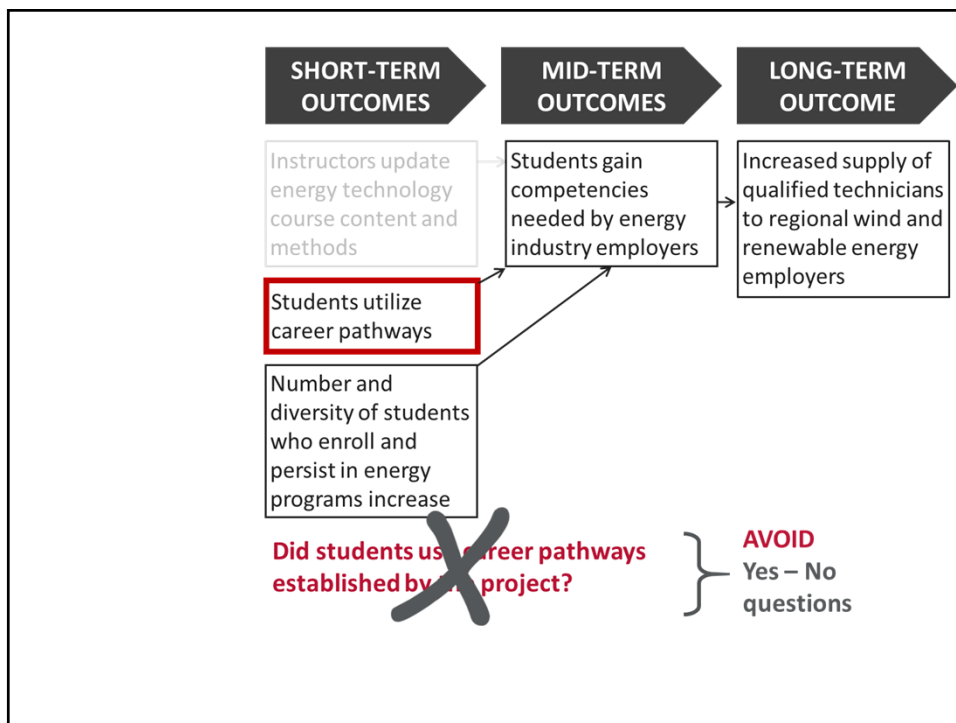 SHORT-TERM
OUTCOMES
MID-TERM
OUTCOMES
LONG-TERM
OUTCOME
Instructors update
energy technology
course content and
methods
Students gain
competencies
needed by energy
industry employers
Increased supply of
qualified technicians
to regional wind and
renewable energy
employers
Students utilize
career pathways
Number and
diversity of students
who enroll and
persist in energy
programs increase
Did students use career pathways
established by the project?
AVOID
Yes – No
questions